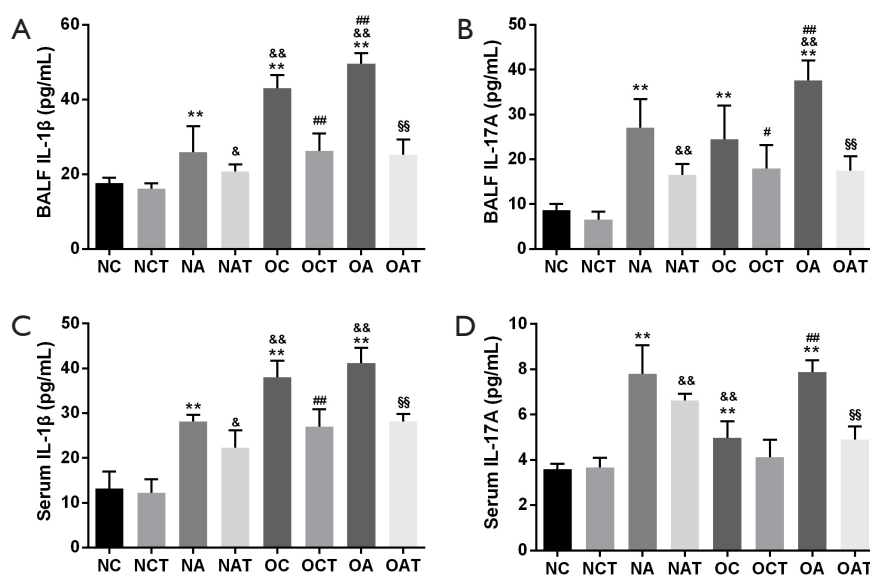 A
BALF IL-1β (pg/mL)
60
40
20
0
** & && ** ## ## && ** §§
NC NCT NA NAT OC OCT OA OAT
B
BALF IL-17A (pg/mL)
50
40
30
20
10
0
** && ** # ## && ** §§
NC NCT NA NAT OC OCT OA OAT
C
Serum IL-1β (pg/mL)
50
40
30
20
10
0
** & && ** ## && ** §§
NC NCT NA NAT OC OCT OA OAT
D
Serum IL-17A (pg/mL)
10
8
6
4
2
0
** && && ** ## ** §§
NC NCT NA NAT OC OCT OA OAT